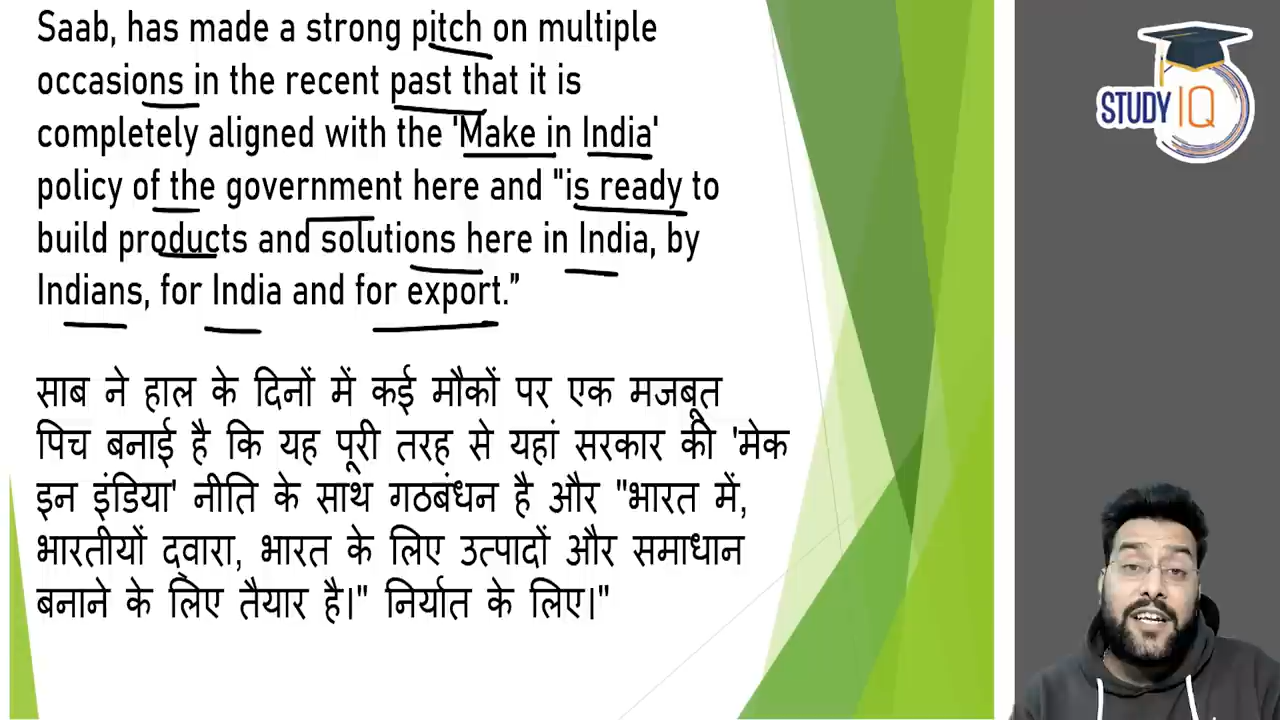 Saab, has made a strong pitch on multiple
occasions in the recent past that it is
completely aligned with the 'Make in India'
policy of the government here and "is ready to
build products and solutions here in India, by
Indians, for India and for export.”
साब ने हाल के दिनों में कई मौकों पर एक मजबूत
पिच बनाई है कि यह पूरी तरह से यहां सरकार की 'मेक
इन इंडिया' नीति के साथ गठबंधन है और "भारत में,
भारतीयों द्वारा, भारत के लिए उत्पादों और समाधान
बनाने के लिए तैयार है।" निर्यात के लिए।"
STUDY IQ